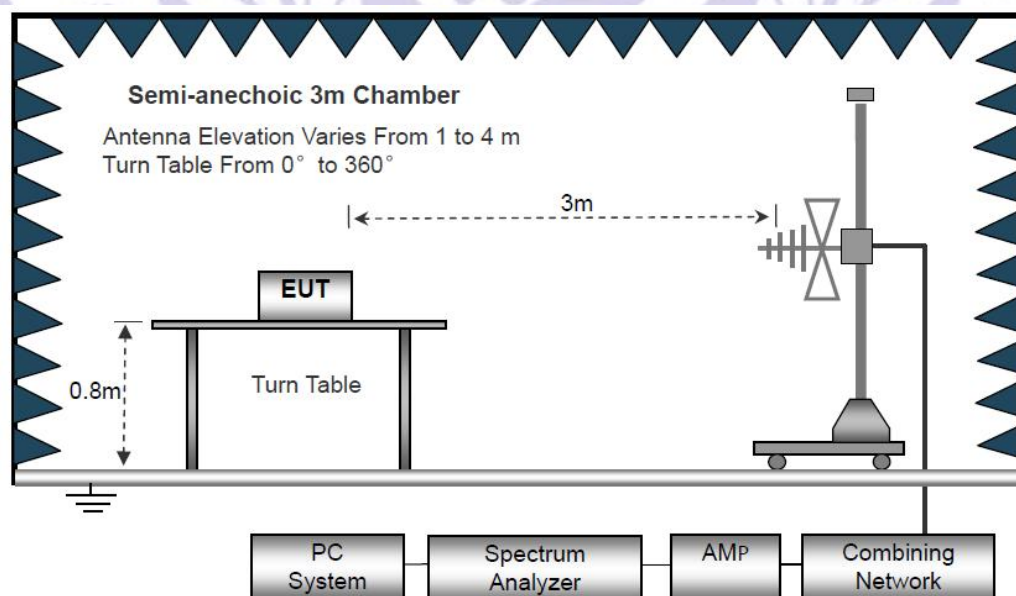 Semi-anechoic 3m Chamber
Antenna Elevation Varies From 1 to 4 m
Turn Table From 0° to 360°
3m
EUT
0.8m
Turn Table
PC
System
Spectrum
Analyzer
AMP
Combining
Network